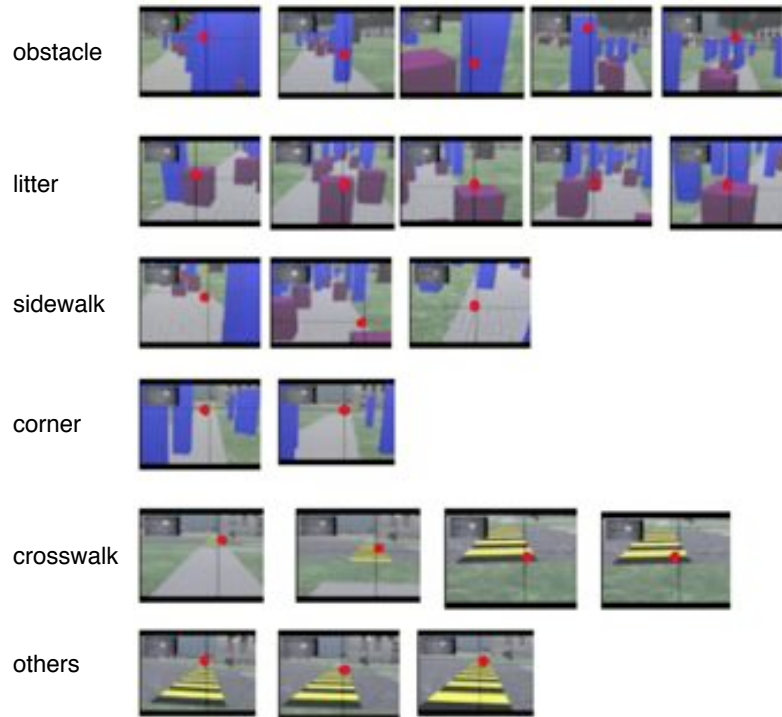 obstacle
litter
sidewalk
corner
crosswalk
others